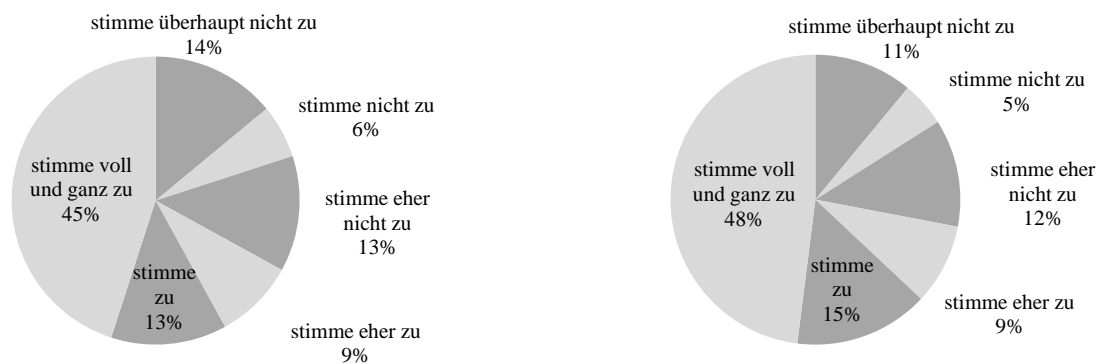 stimme überhaupt nicht zu
14%
stimme nicht zu
6%
stimme eher
nicht zu
13%
stimme eher zu
9%
stimme
zu
13%
stimme voll
und ganz zu
45%
stimme überhaupt nicht zu
11%
stimme nicht zu
5%
stimme eher
nicht zu
12%
stimme eher zu
9%
stimme
zu
15%
stimme voll
und ganz zu
48%